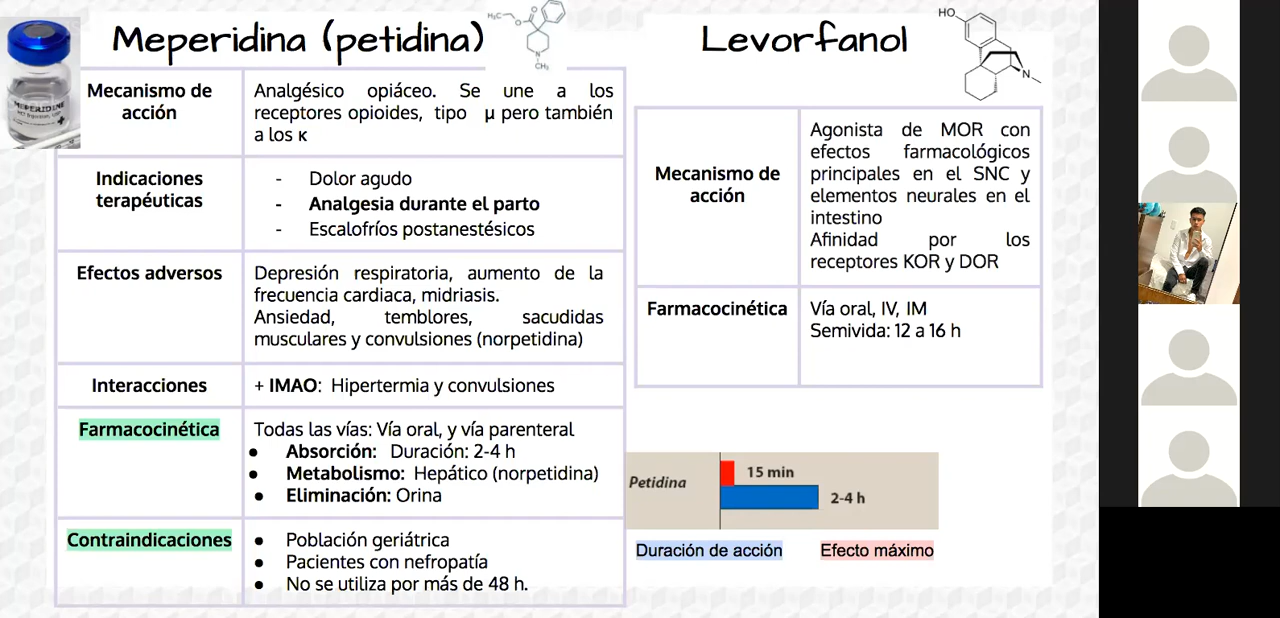 Meperidina (petidina)
H₃C
O
O
N
CH₃
MEPERIDINE
Mecanismo de
acción
Analgésico opiáceo. Se une a los
receptores opioides, tipo μ pero también
a los κ
Indicaciones
terapéuticas
- Dolor agudo
- Analgesia durante el parto
- Escalofríos postanestésicos
Efectos adversos
Depresión respiratoria, aumento de la
frecuencia cardiaca, midriasis.
Ansiedad, temblores, sacudidas
musculares y convulsiones (norpetidina)
Interacciones
+ IMAO: Hipertermia y convulsiones
Farmacocinética
Todas las vías: Vía oral, y vía parenteral
● Absorción: Duración: 2-4 h
● Metabolismo: Hepático (norpetidina)
● Eliminación: Orina
Contraindicaciones
● Población geriátrica
● Pacientes con nefropatía
● No se utiliza por más de 48 h.
Levorfanol
HO
N
Mecanismo de
acción
Agonista de MOR con
efectos farmacológicos
principales en el SNC y
elementos neurales en el
intestino
Afinidad por los
receptores KOR y DOR
Farmacocinética
Vía oral, IV, IM
Semivida: 12 a 16 h
Petidina
15 min
2-4 h
Duración de acción
Efecto máximo